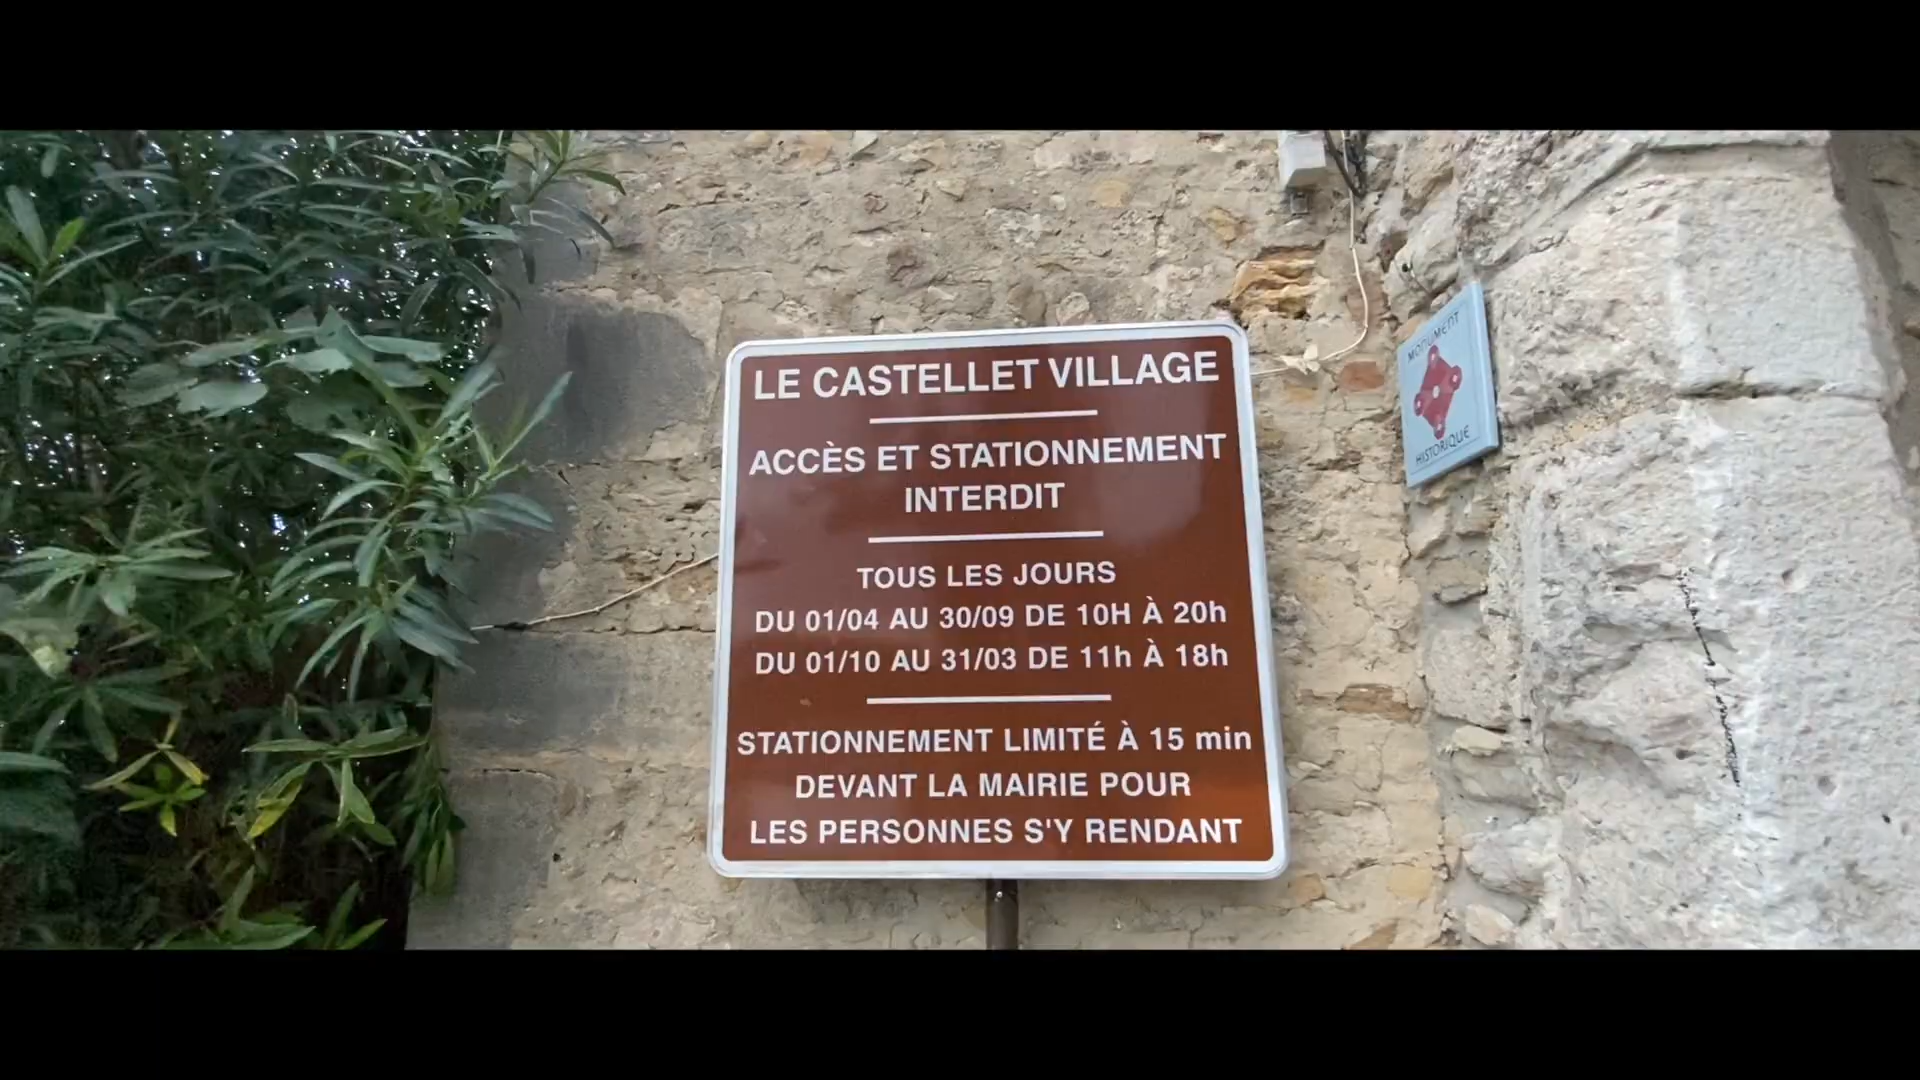 LE CASTELLET VILLAGE
ACCÈS ET STATIONNEMENT
INTERDIT
TOUS LES JOURS
DU 01/04 AU 30/09 DE 10H À 20h
DU 01/10 AU 31/03 DE 11h À 18h
STATIONNEMENT LIMITÉ À 15 min
DEVANT LA MAIRIE POUR
LES PERSONNES S'Y RENDANT
MONUMENT
HISTORIQUE